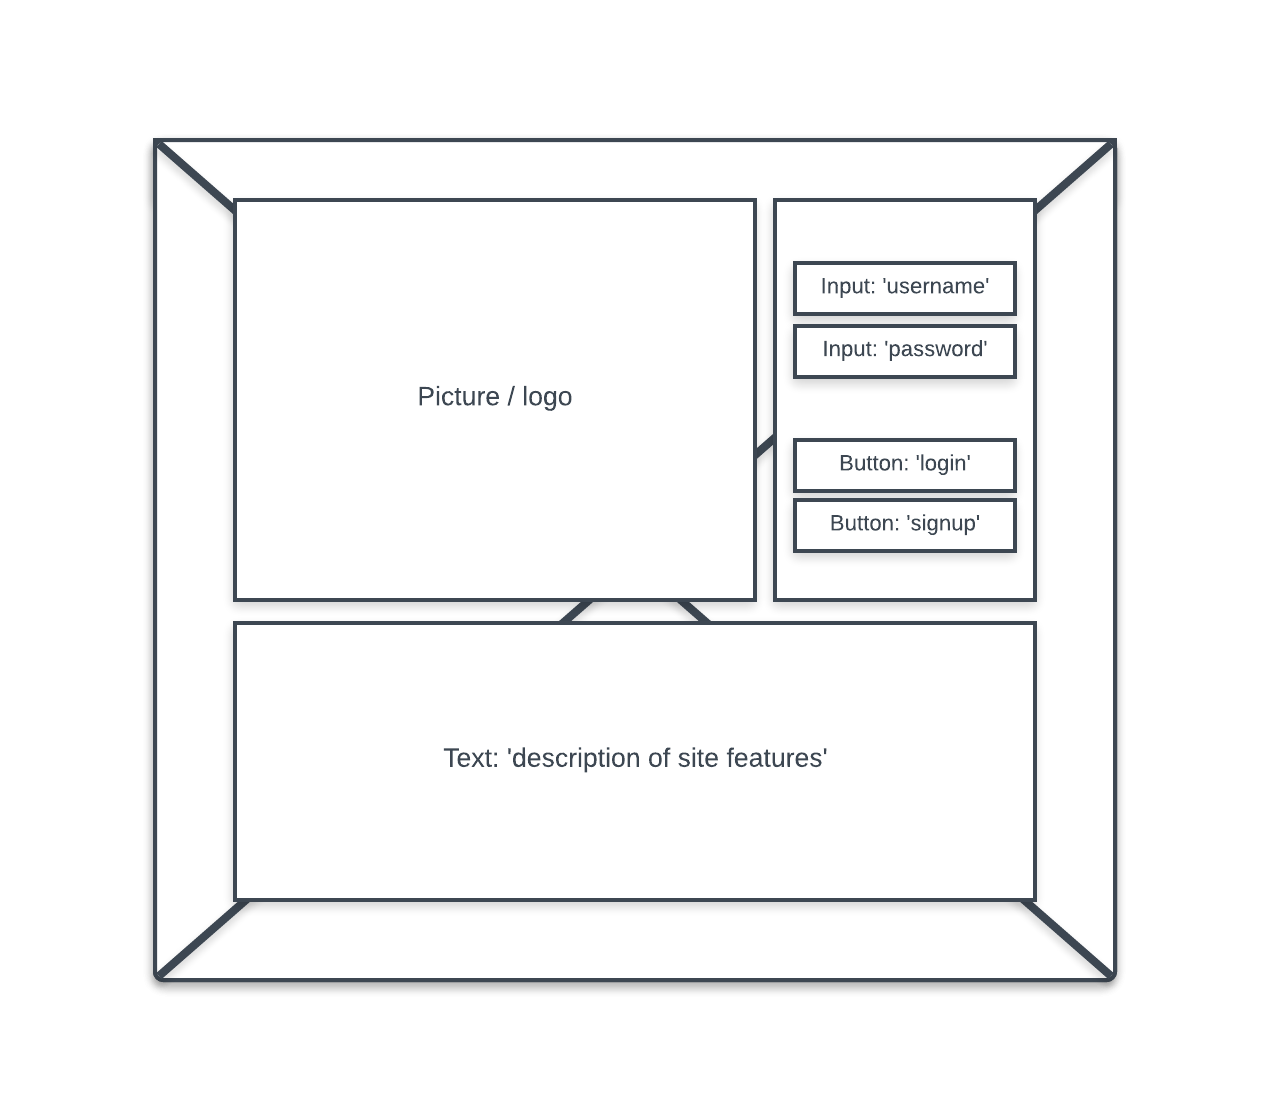 Input: 'username'
Input: 'password'
Picture / logo
Button: 'login'
Button: 'signup'
Text: 'description of site features'